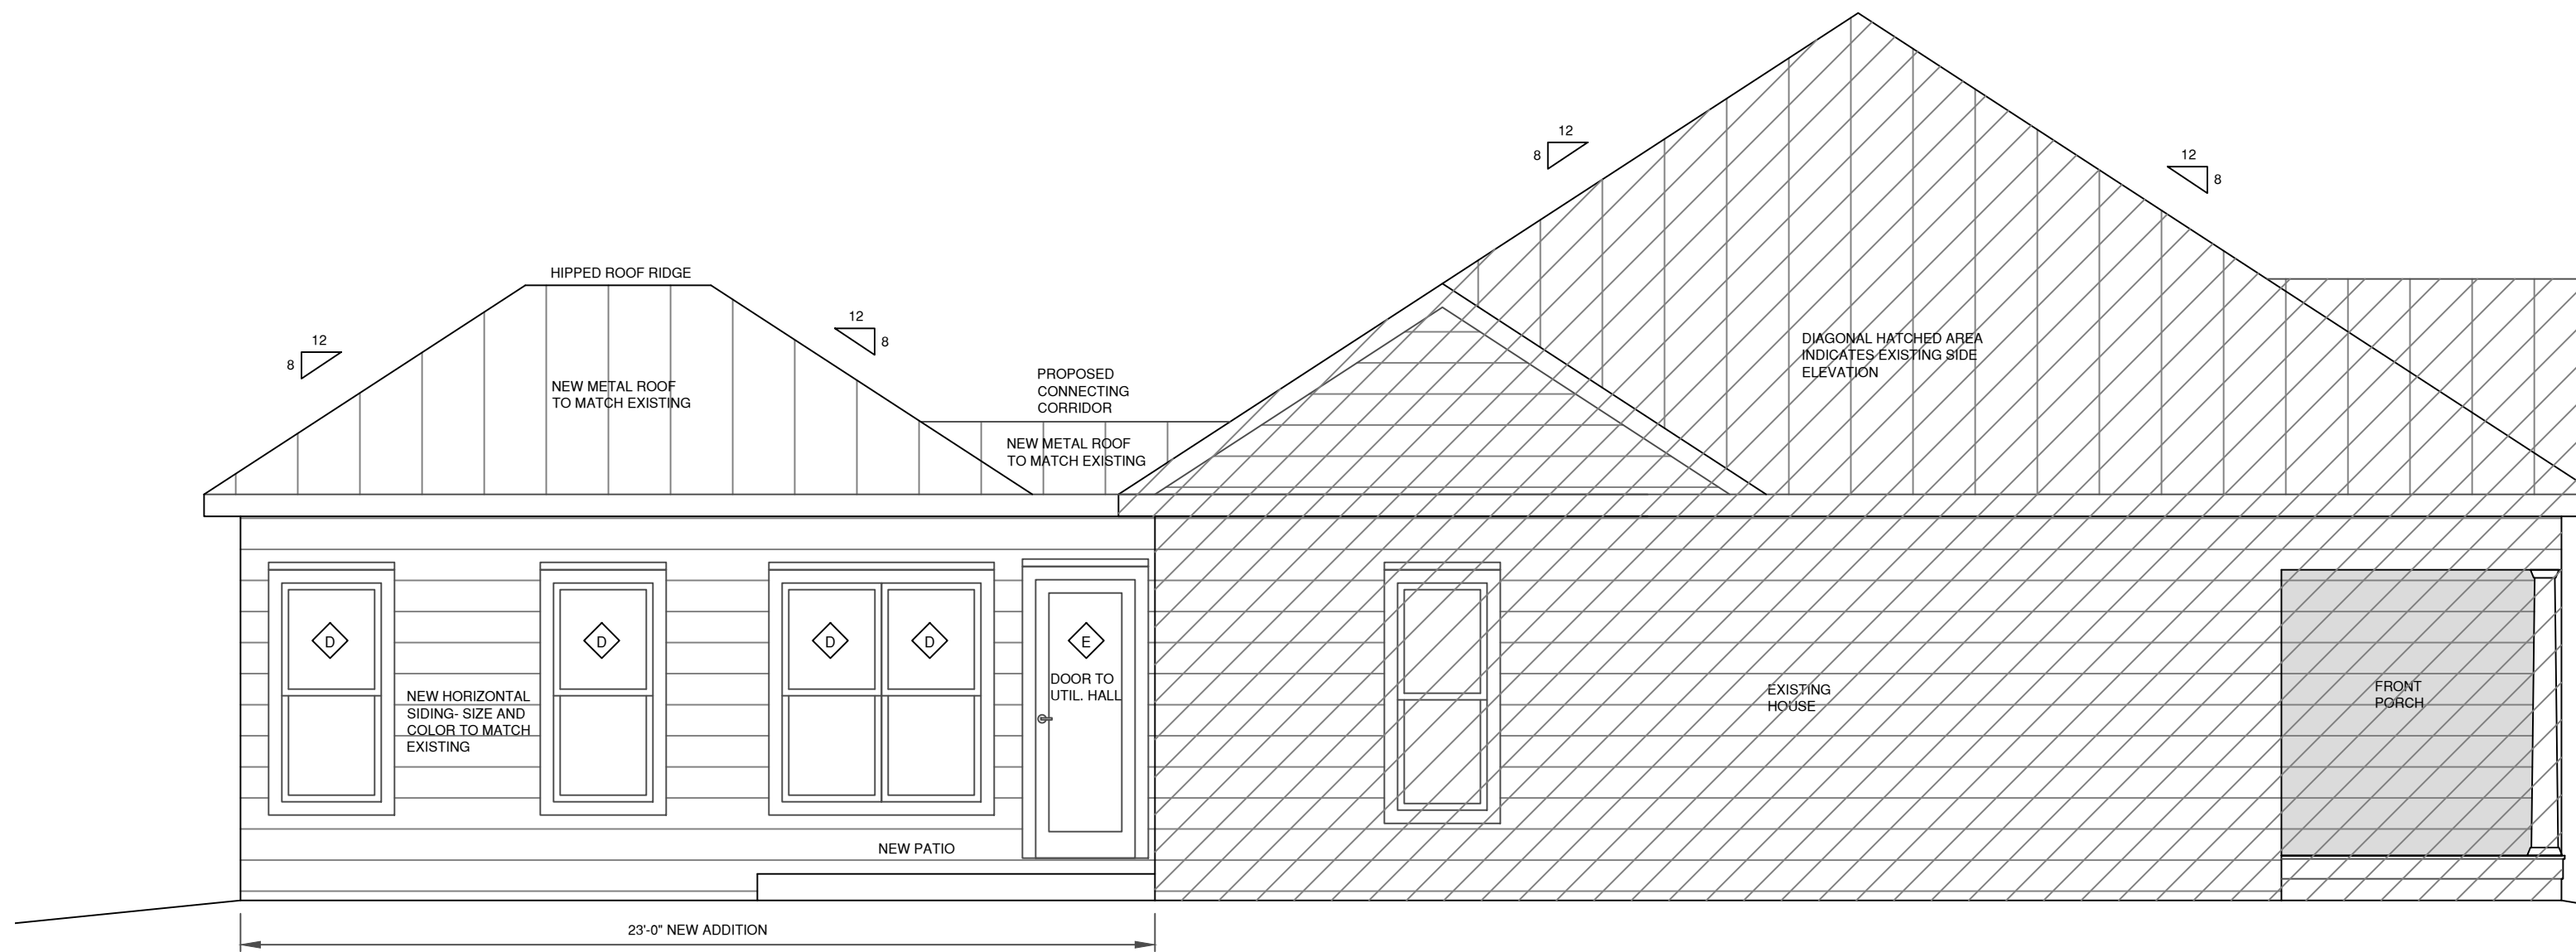 12
8
12
8
HIPPED ROOF RIDGE
12
8
12
8
DIAGONAL HATCHED AREA
INDICATES EXISTING SIDE
ELEVATION
NEW METAL ROOF
TO MATCH EXISTING
PROPOSED
CONNECTING
CORRIDOR
NEW METAL ROOF
TO MATCH EXISTING
D
D
D
D
E
DOOR TO
UTIL. HALL
NEW HORIZONTAL
SIDING- SIZE AND
COLOR TO MATCH
EXISTING
EXISTING
HOUSE
FRONT
PORCH
NEW PATIO
23'-0" NEW ADDITION